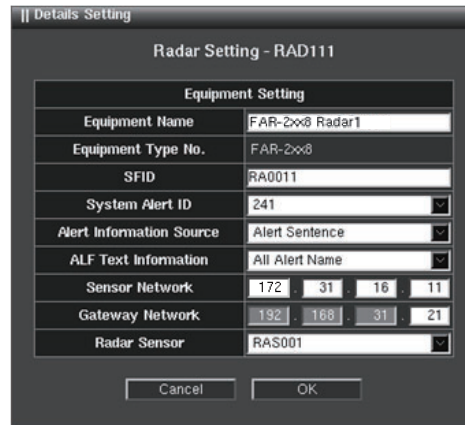 || Details Setting
Radar Setting - RAD111
Equipment Setting
Equipment Name FAR-2xx8 Radar1
Equipment Type No. FAR-2xx8
SFID RA0011
System Alert ID 241
Alert Information Source Alert Sentence
ALF Text Information All Alert Name
Sensor Network 172 . 31 . 16 . 11
Gateway Network 192 . 168 . 31 . 21
Radar Sensor RAS001
Cancel OK